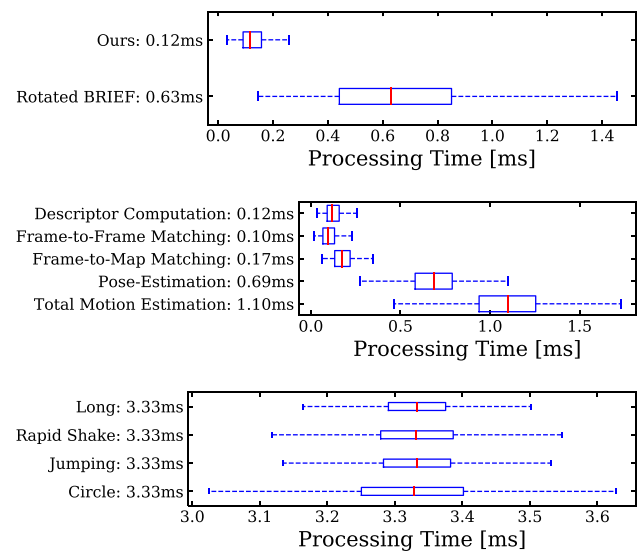 Ours: 0.12ms
Rotated BRIEF: 0.63ms
0.0 0.2 0.4 0.6 0.8 1.0 1.2 1.4
Processing Time [ms]
Descriptor Computation: 0.12ms
Frame-to-Frame Matching: 0.10ms
Frame-to-Map Matching: 0.17ms
Pose-Estimation: 0.69ms
Total Motion Estimation: 1.10ms
0.0 0.5 1.0 1.5
Processing Time [ms]
Long: 3.33ms
Rapid Shake: 3.33ms
Jumping: 3.33ms
Circle: 3.33ms
3.0 3.1 3.2 3.3 3.4 3.5 3.6
Processing Time [ms]